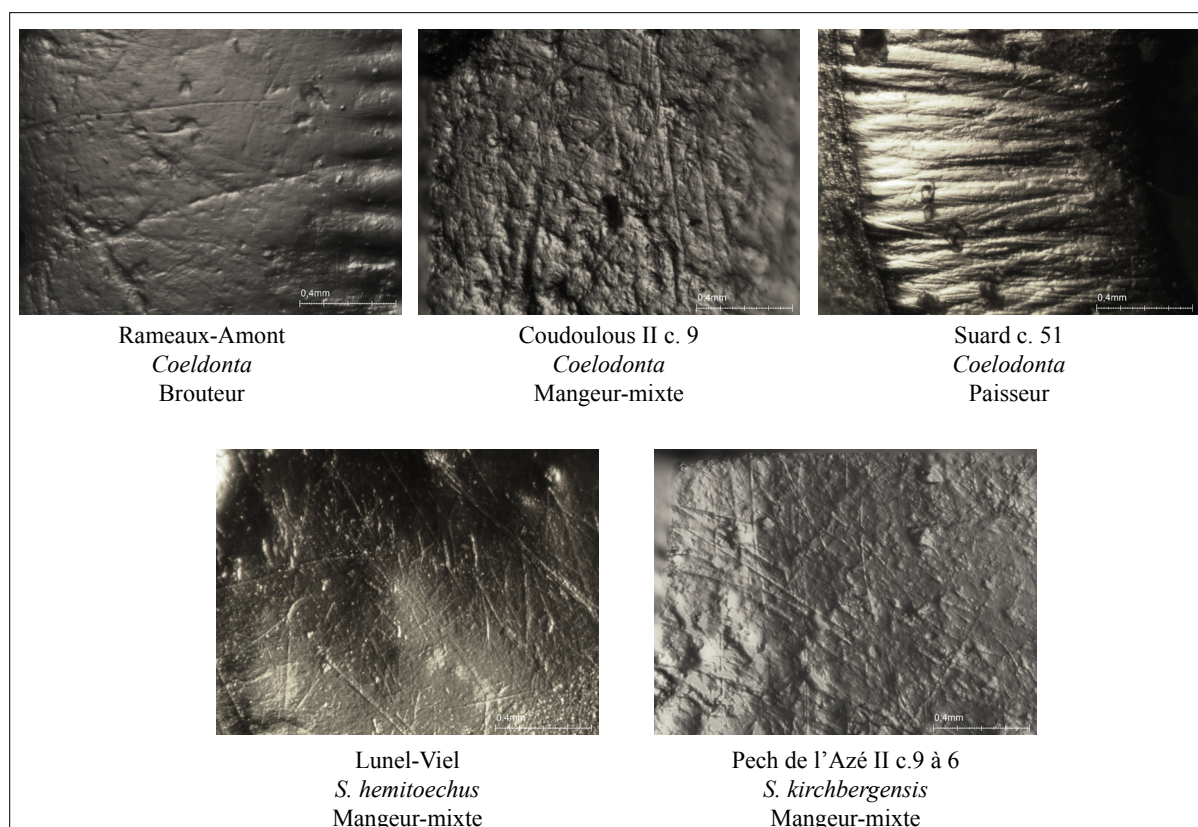 0,4mm
0,4mm
0,4mm
Rameaux-Amont
Coeldonta
Brouteur
Coudoulous II c. 9
Coelodonta
Mangeur-mixte
Suard c. 51
Coelodonta
Paisseur
0,4mm
0,4mm
Lunel-Viel
S. hemitoechus
Mangeur-mixte
Pech de l'Azé II c.9 à 6
S. kirchbergensis
Mangeur-mixte